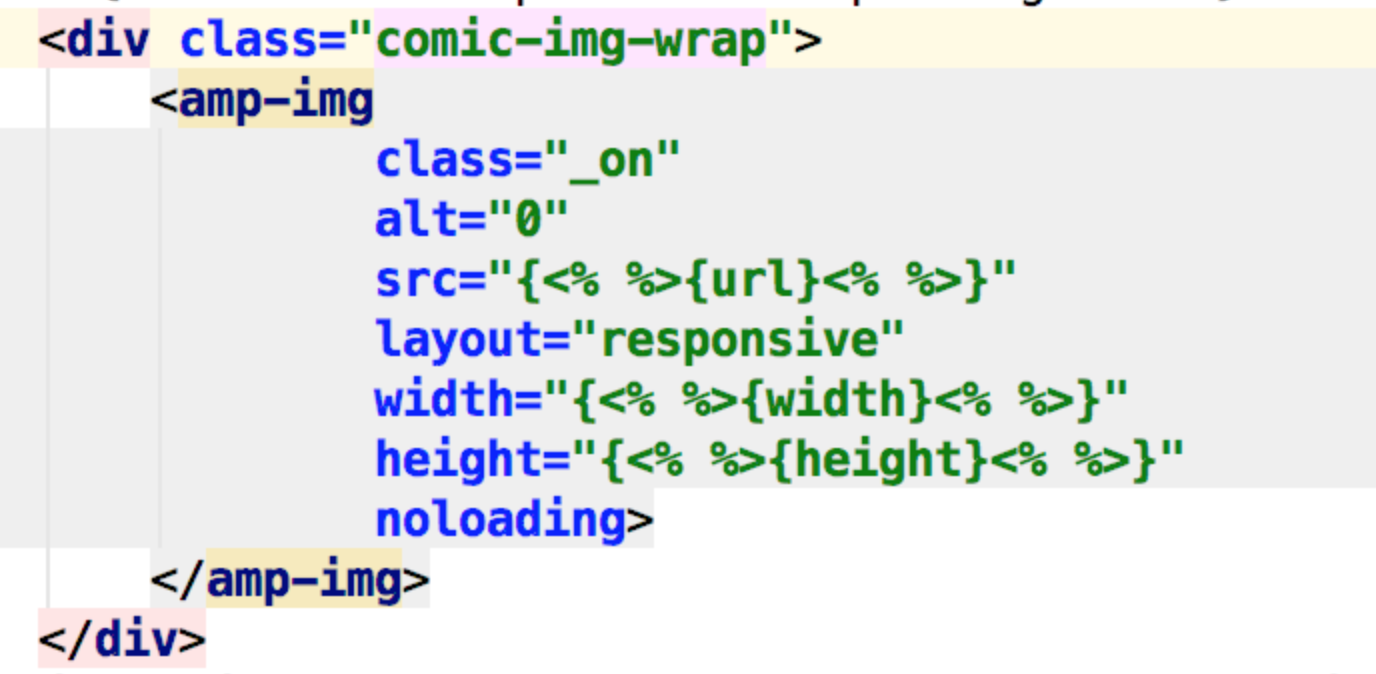 <div class="comic-img-wrap">
<amp-img
class="_on"
alt="0"
src="{<% %>{url}<% %>}"
layout="responsive"
width="{<% %>{width}<% %>}"
height="{<% %>{height}<% %>}"
noloading>
</amp-img>
</div>